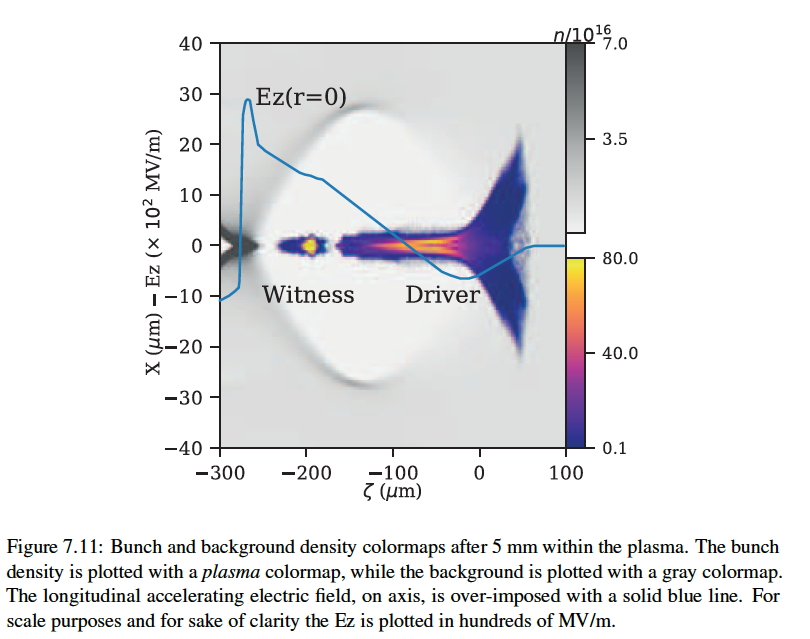 n/10¹⁶
40
30
20
10
0
−10
−20
−30
−40
X (μm) − Ez (× 10² MV/m)
Ez(r=0)
Witness
Driver
7.0
3.5
80.0
40.0
0.1
−300
−200
−100
0
100
ζ (μm)
Figure 7.11: Bunch and background density colormaps after 5 mm within the plasma. The bunch
density is plotted with a plasma colormap, while the background is plotted with a gray colormap.
The longitudinal accelerating electric field, on axis, is over-imposed with a solid blue line. For
scale purposes and for sake of clarity the Ez is plotted in hundreds of MV/m.